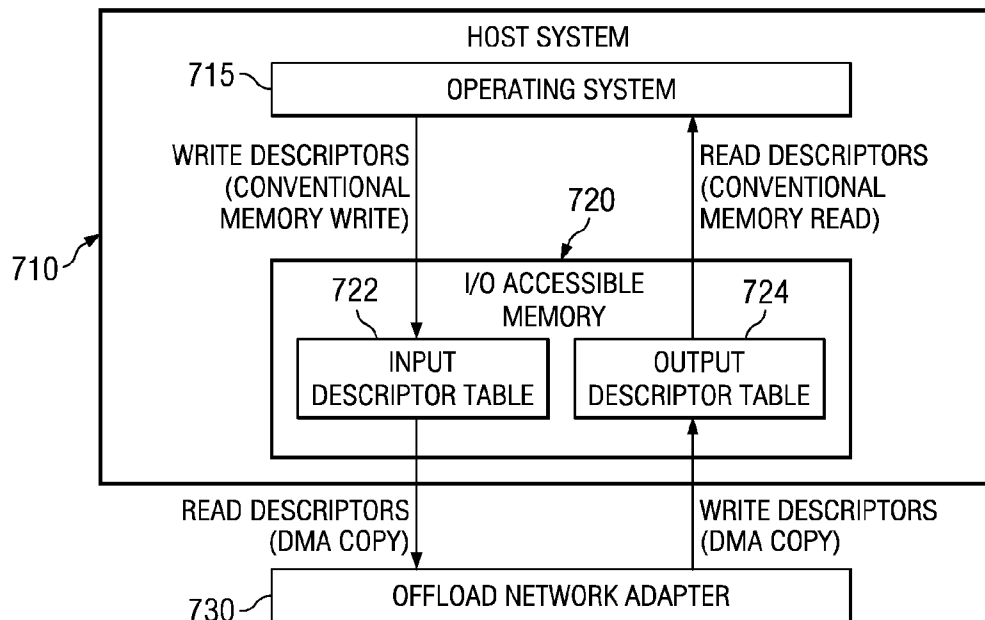 HOST SYSTEM
715
OPERATING SYSTEM
WRITE DESCRIPTORS
(CONVENTIONAL
MEMORY WRITE)
READ DESCRIPTORS
(CONVENTIONAL
MEMORY READ)
720
710
I/O ACCESSIBLE
MEMORY
722
724
INPUT
DESCRIPTOR TABLE
OUTPUT
DESCRIPTOR TABLE
READ DESCRIPTORS
(DMA COPY)
WRITE DESCRIPTORS
(DMA COPY)
OFFLOAD NETWORK ADAPTER
730